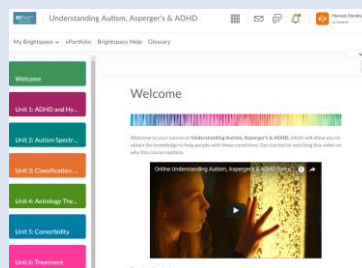 Understanding Autism, Asperger's & ADHD
My Brightspace ePortfolio Brightspace Help Glossary
Welcome
Unit 1: ADHD and Hy...
Unit 2: Autism Spectr...
Unit 3: Classification, ...
Unit 4: Aetiology The...
Unit 5: Comorbidity
Unit 6: Treatment
Welcome
Welcome to your course on Understanding Autism, Asperger's & ADHD, which will allow you to
obtain the knowledge to help people with these conditions. Get started by watching this video on
why this course matters.
Online Understanding Autism, Asperger's & ADHD